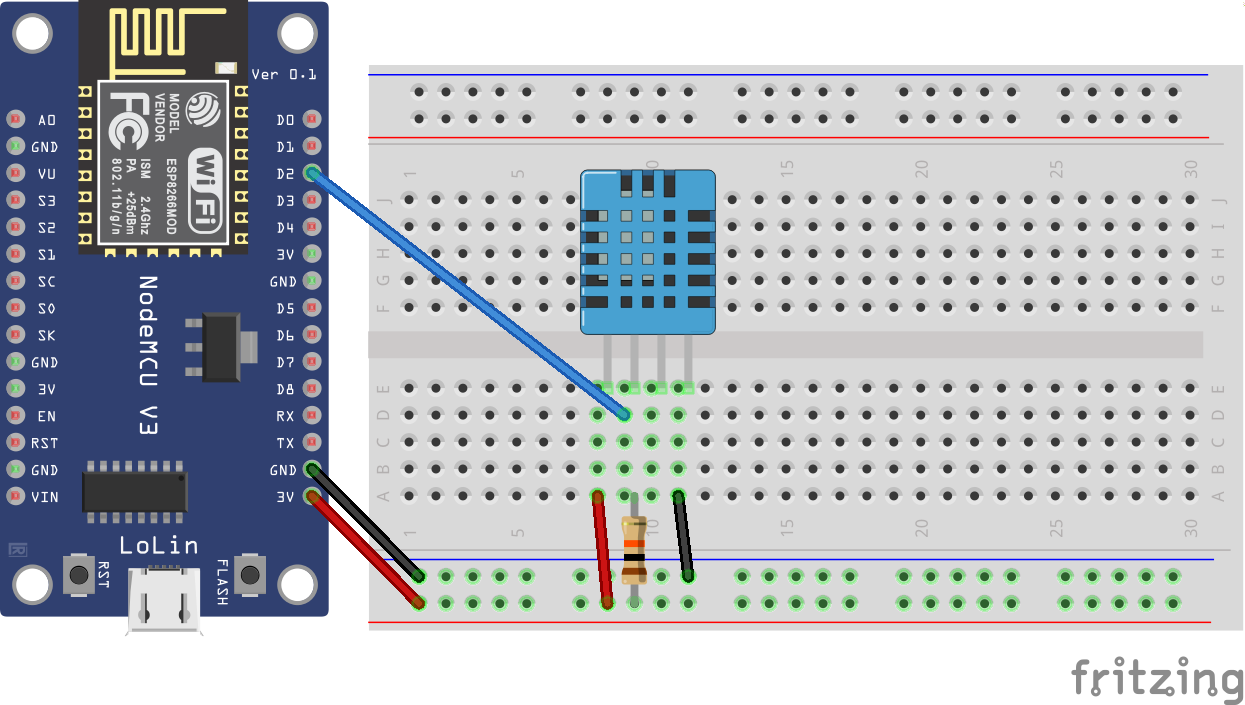 Ver 0.1
MODEL
VENDOR
FC
WiFi
ESP8266MOD
ISM 2.4Ghz
PA +25dBm
802.11b/g/n
A0
GND
VU
S3
S2
S1
SC
S0
SK
GND
3V
EN
RST
GND
VIN
D0
D1
D2
D3
D4
3V
GND
D5
D6
D7
D8
RX
TX
GND
3V
NodeMCU V3
LoLin
RST
FLASH
1 5 10 15 20 25 30
J J
I I
H H
G G
F F
E E
D D
C C
B B
A A
1 5 10 15 20 25 30
fritzing